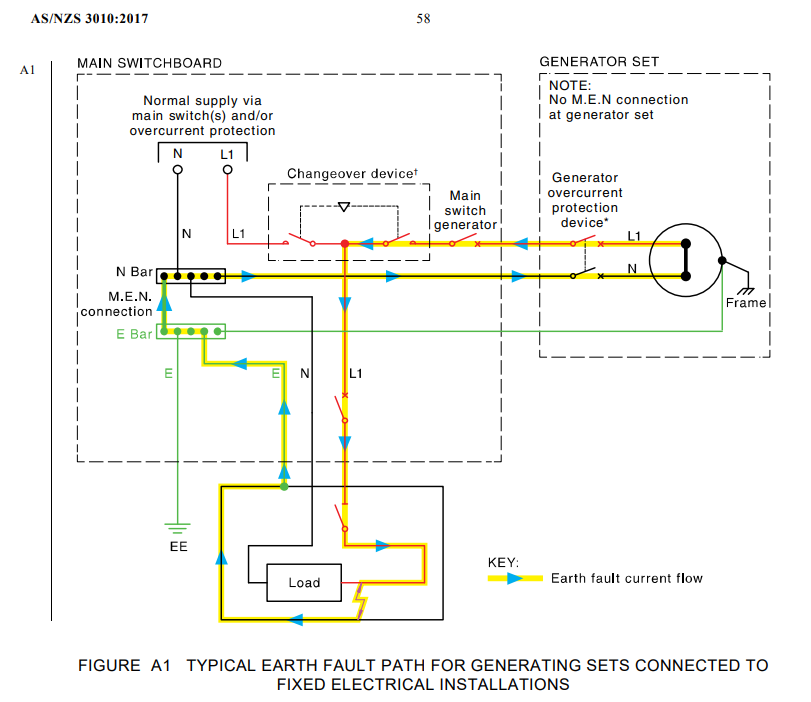 AS/NZS 3010:2017
58
A1
MAIN SWITCHBOARD
GENERATOR SET
NOTE:
No M.E.N connection
at generator set
Normal supply via
main switch(s) and/or
overcurrent protection
N
L1
Changeover device†
Main
switch
generator
Generator
overcurrent
protection
device*
N
L1
L1
N
N Bar
M.E.N.
connection
E Bar
Frame
E
E
N
L1
EE
Load
KEY:
Earth fault current flow
FIGURE A1 TYPICAL EARTH FAULT PATH FOR GENERATING SETS CONNECTED TO
FIXED ELECTRICAL INSTALLATIONS